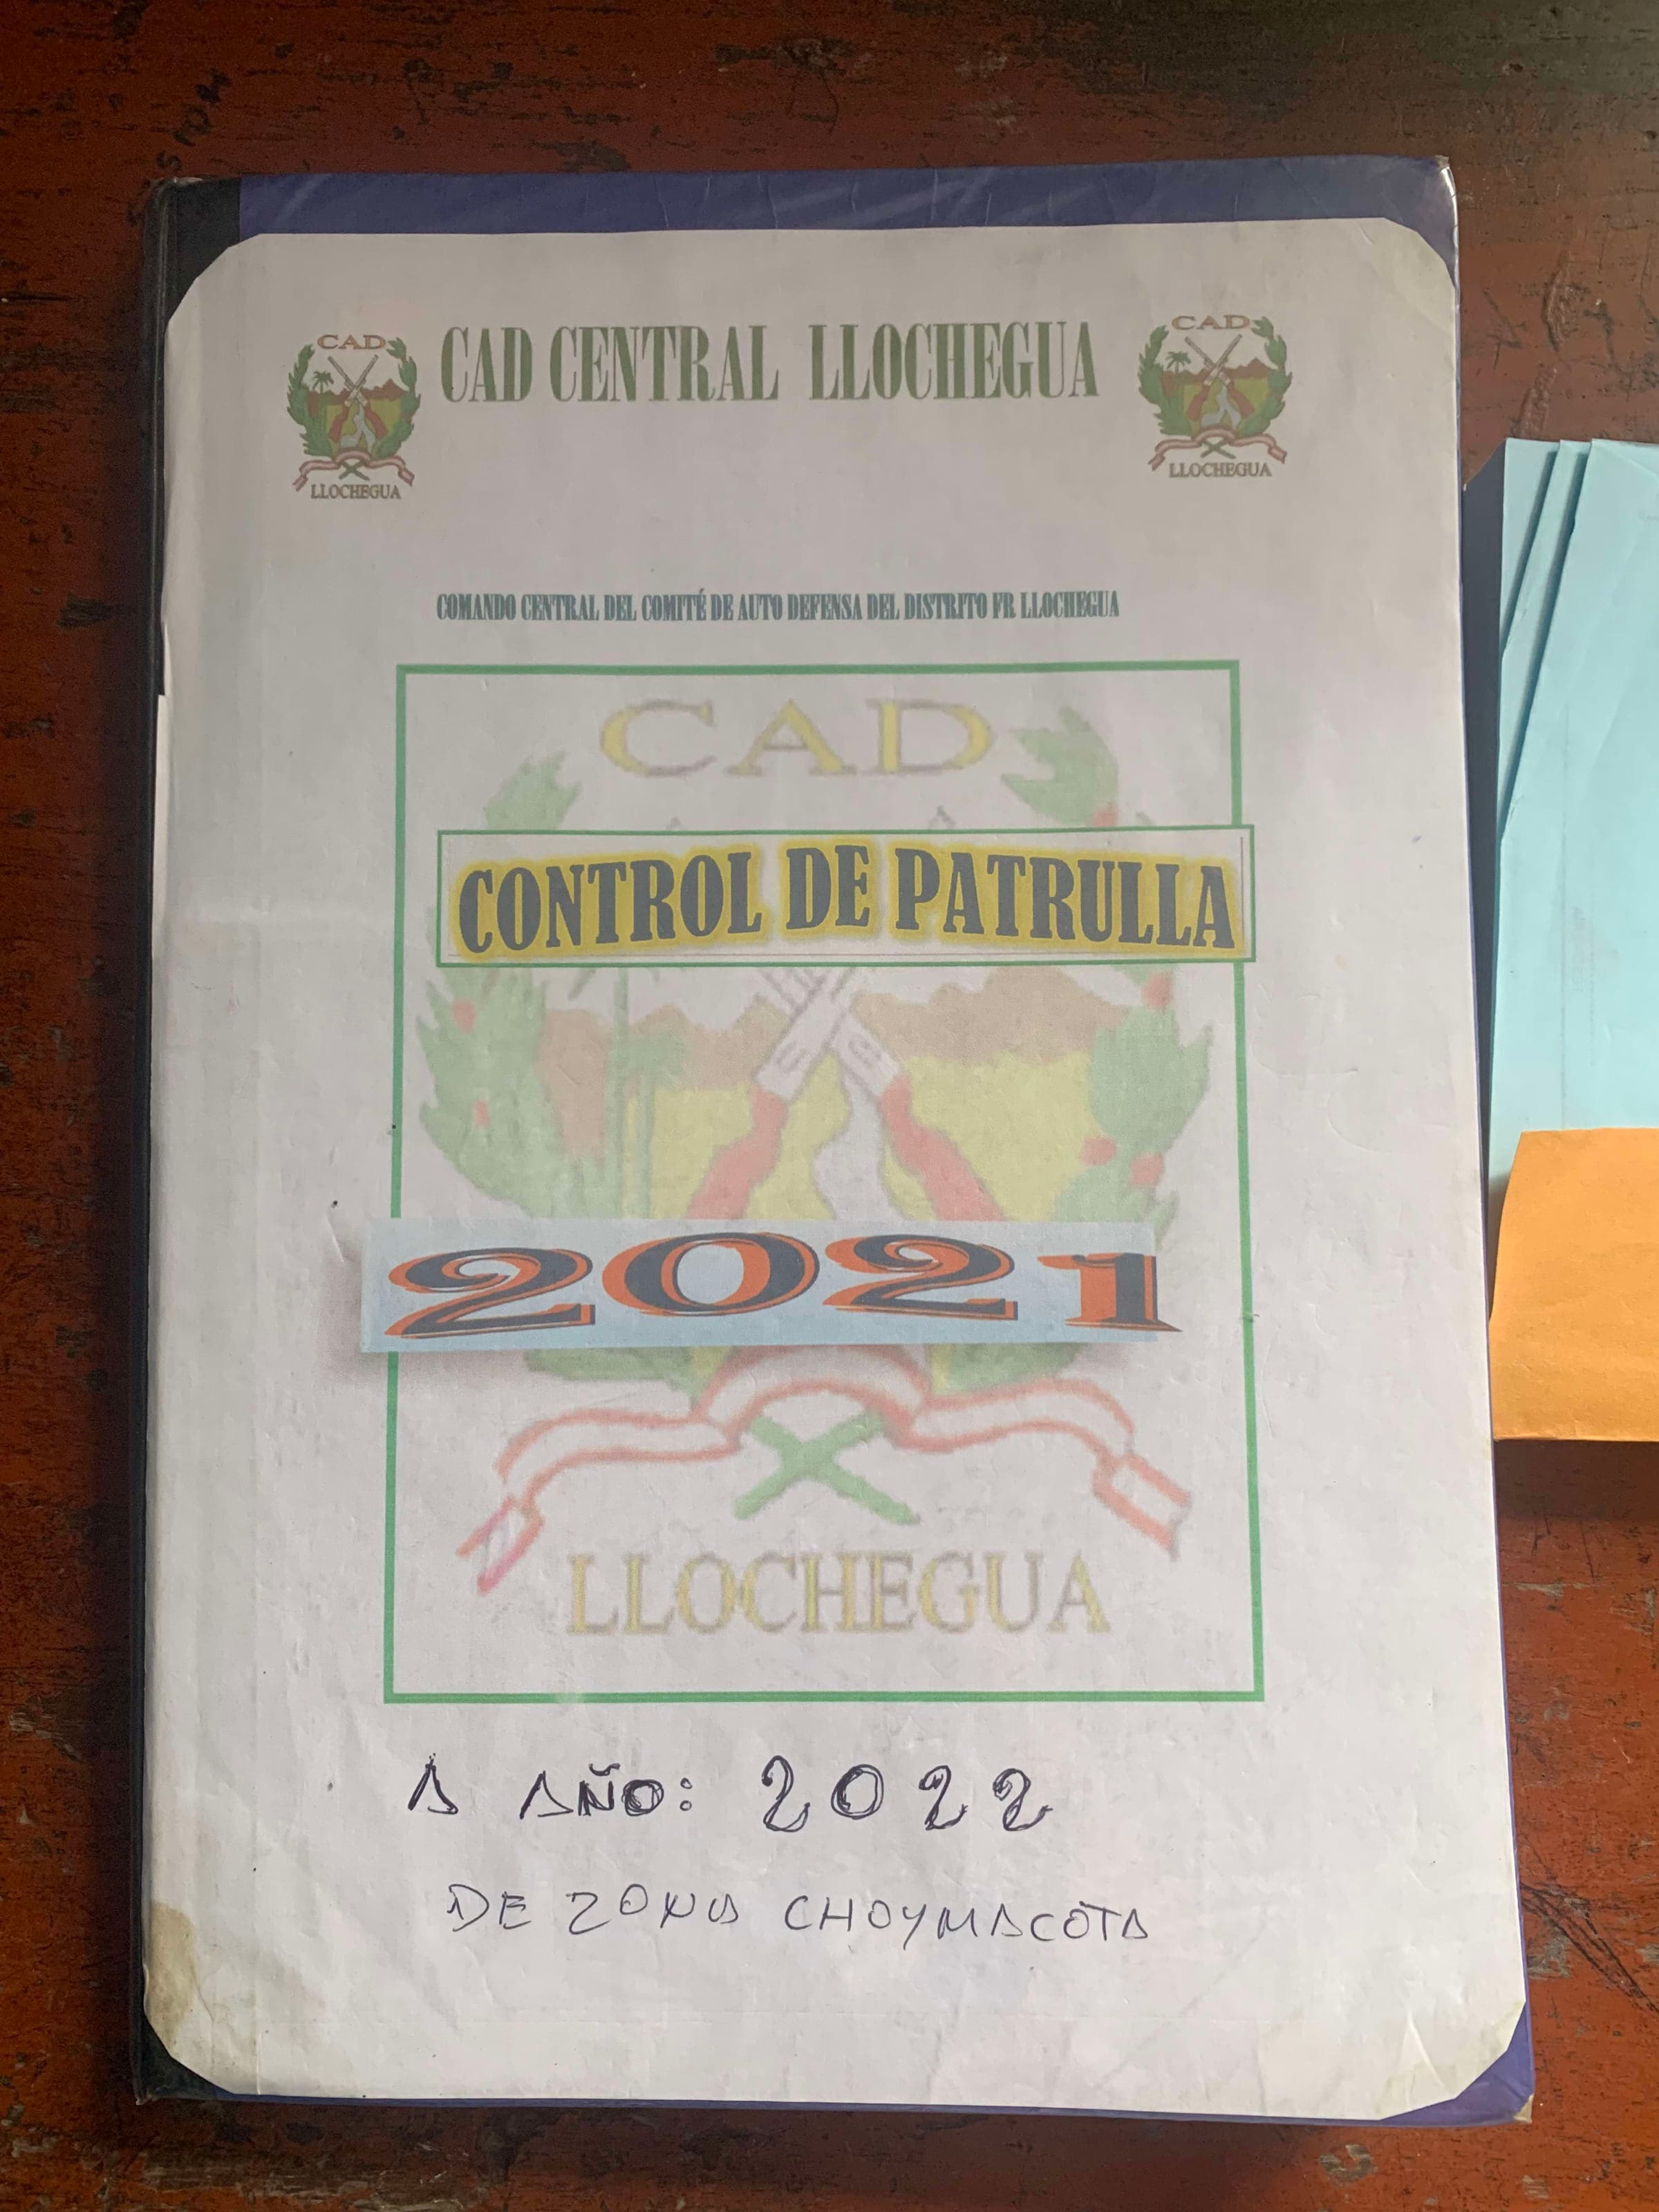 CAD CENTRAL LLOCHEGUA
CAD
LLOCHEGUA
CAD
LLOCHEGUA
COMANDO CENTRAL DEL COMITÉ DE AUTO DEFENSA DEL DISTRITO FR LLOCHEGUA
CAD
CONTROL DE PATRULLA
2021
LLOCHEGUA
A AÑO: 2022
DE ZONA CHOYMACOTA